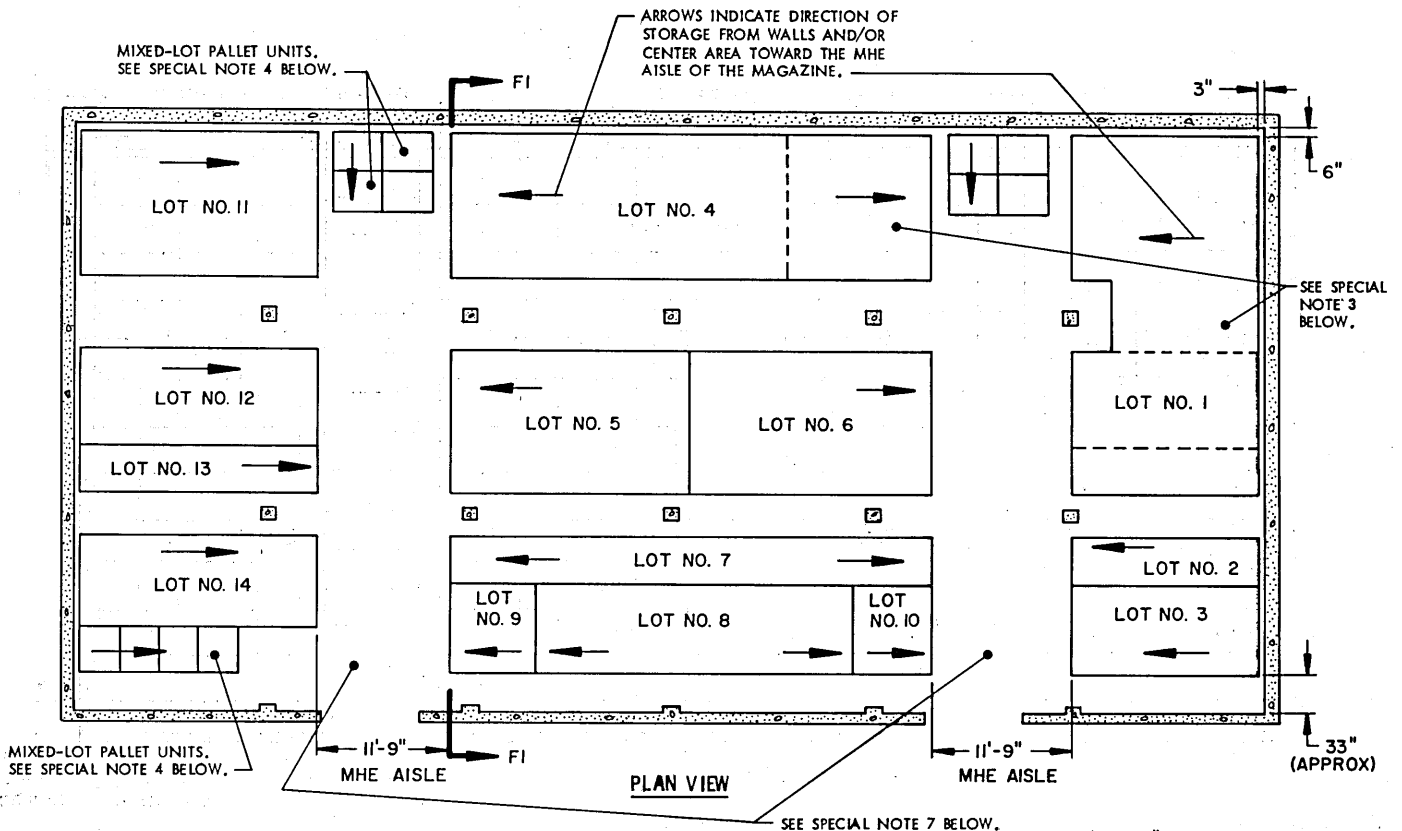 ARROWS INDICATE DIRECTION OF
STORAGE FROM WALLS AND/OR
CENTER AREA TOWARD THE MHE
AISLE OF THE MAGAZINE.
MIXED-LOT PALLET UNITS.
SEE SPECIAL NOTE 4 BELOW.
F1
3"
6"
LOT NO. 11
LOT NO. 4
SEE SPECIAL
NOTE 3
BELOW.
LOT NO. 12
LOT NO. 5
LOT NO. 6
LOT NO. 1
LOT NO. 13
LOT NO. 7
LOT NO. 2
LOT NO. 14
LOT
NO. 9
LOT NO. 8
LOT
NO. 10
LOT NO. 3
MIXED-LOT PALLET UNITS.
SEE SPECIAL NOTE 4 BELOW.
11'-9"
MHE AISLE
F1
PLAN VIEW
11'-9"
MHE AISLE
33"
(APPROX)
SEE SPECIAL NOTE 7 BELOW.